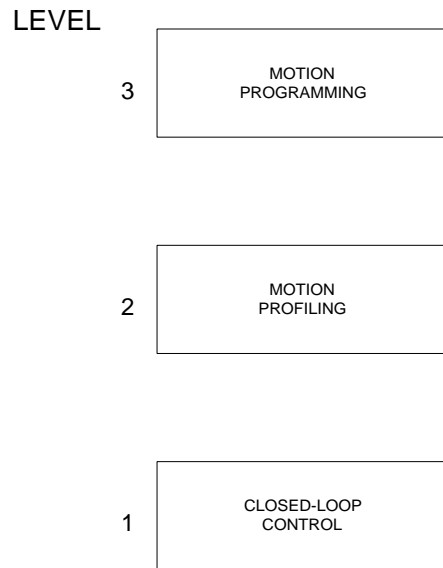 LEVEL
3
MOTION
PROGRAMMING
2
MOTION
PROFILING
1
CLOSED-LOOP
CONTROL